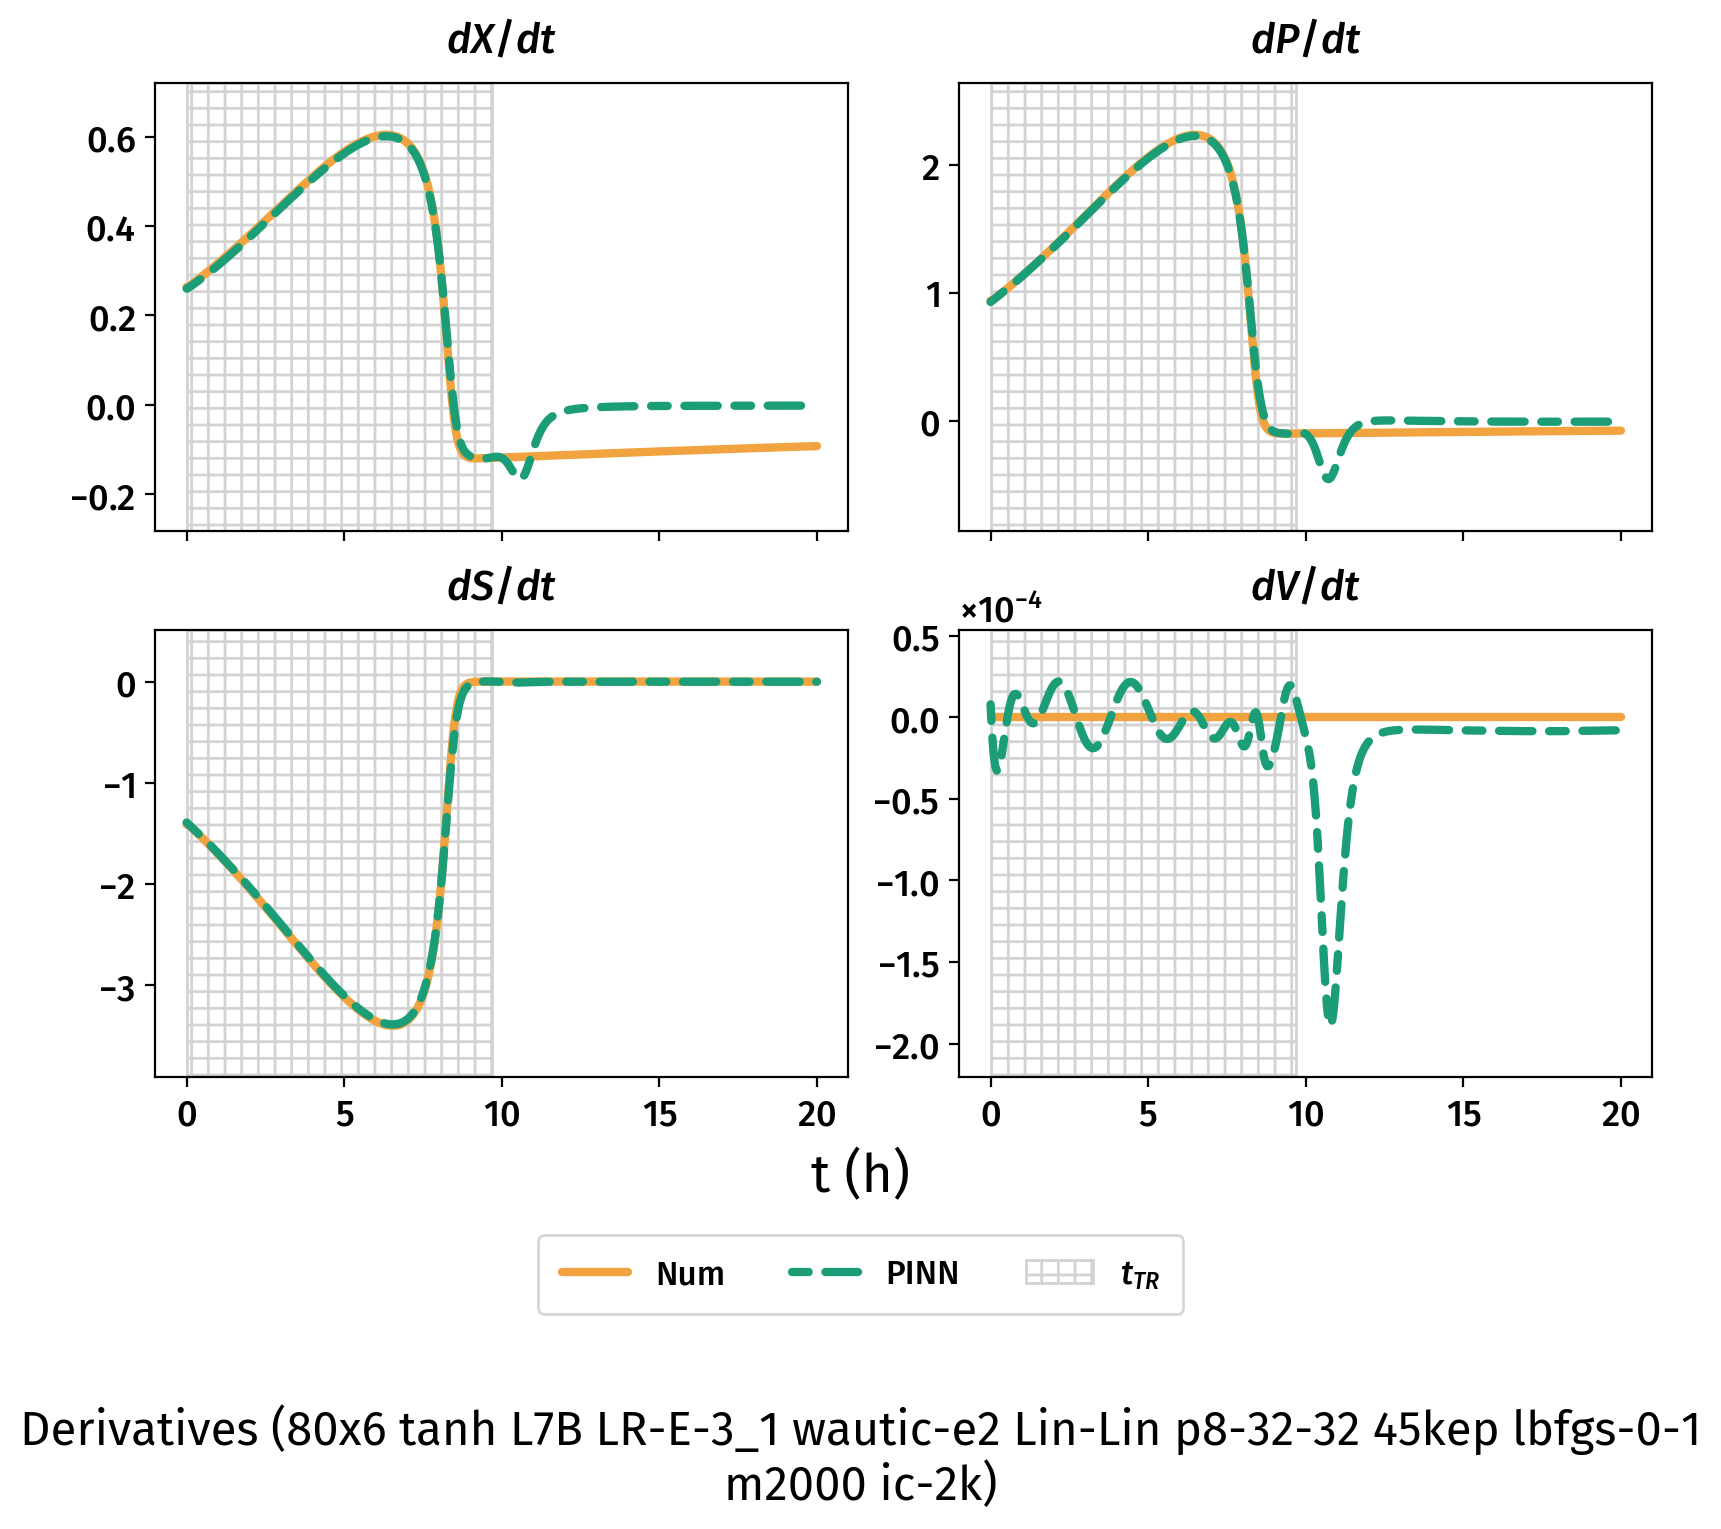 dX/dt
dP/dt
0.6
0.4
0.2
0.0
−0.2
2
1
0
dS/dt
dV/dt
×10⁻⁴
0
−1
−2
−3
0.5
0.0
−0.5
−1.0
−1.5
−2.0
0 5 10 15 20
0 5 10 15 20
t (h)
Num PINN t_TR
Derivatives (80x6 tanh L7B LR-E-3_1 wautic-e2 Lin-Lin p8-32-32 45kep lbfgs-0-1
m2000 ic-2k)